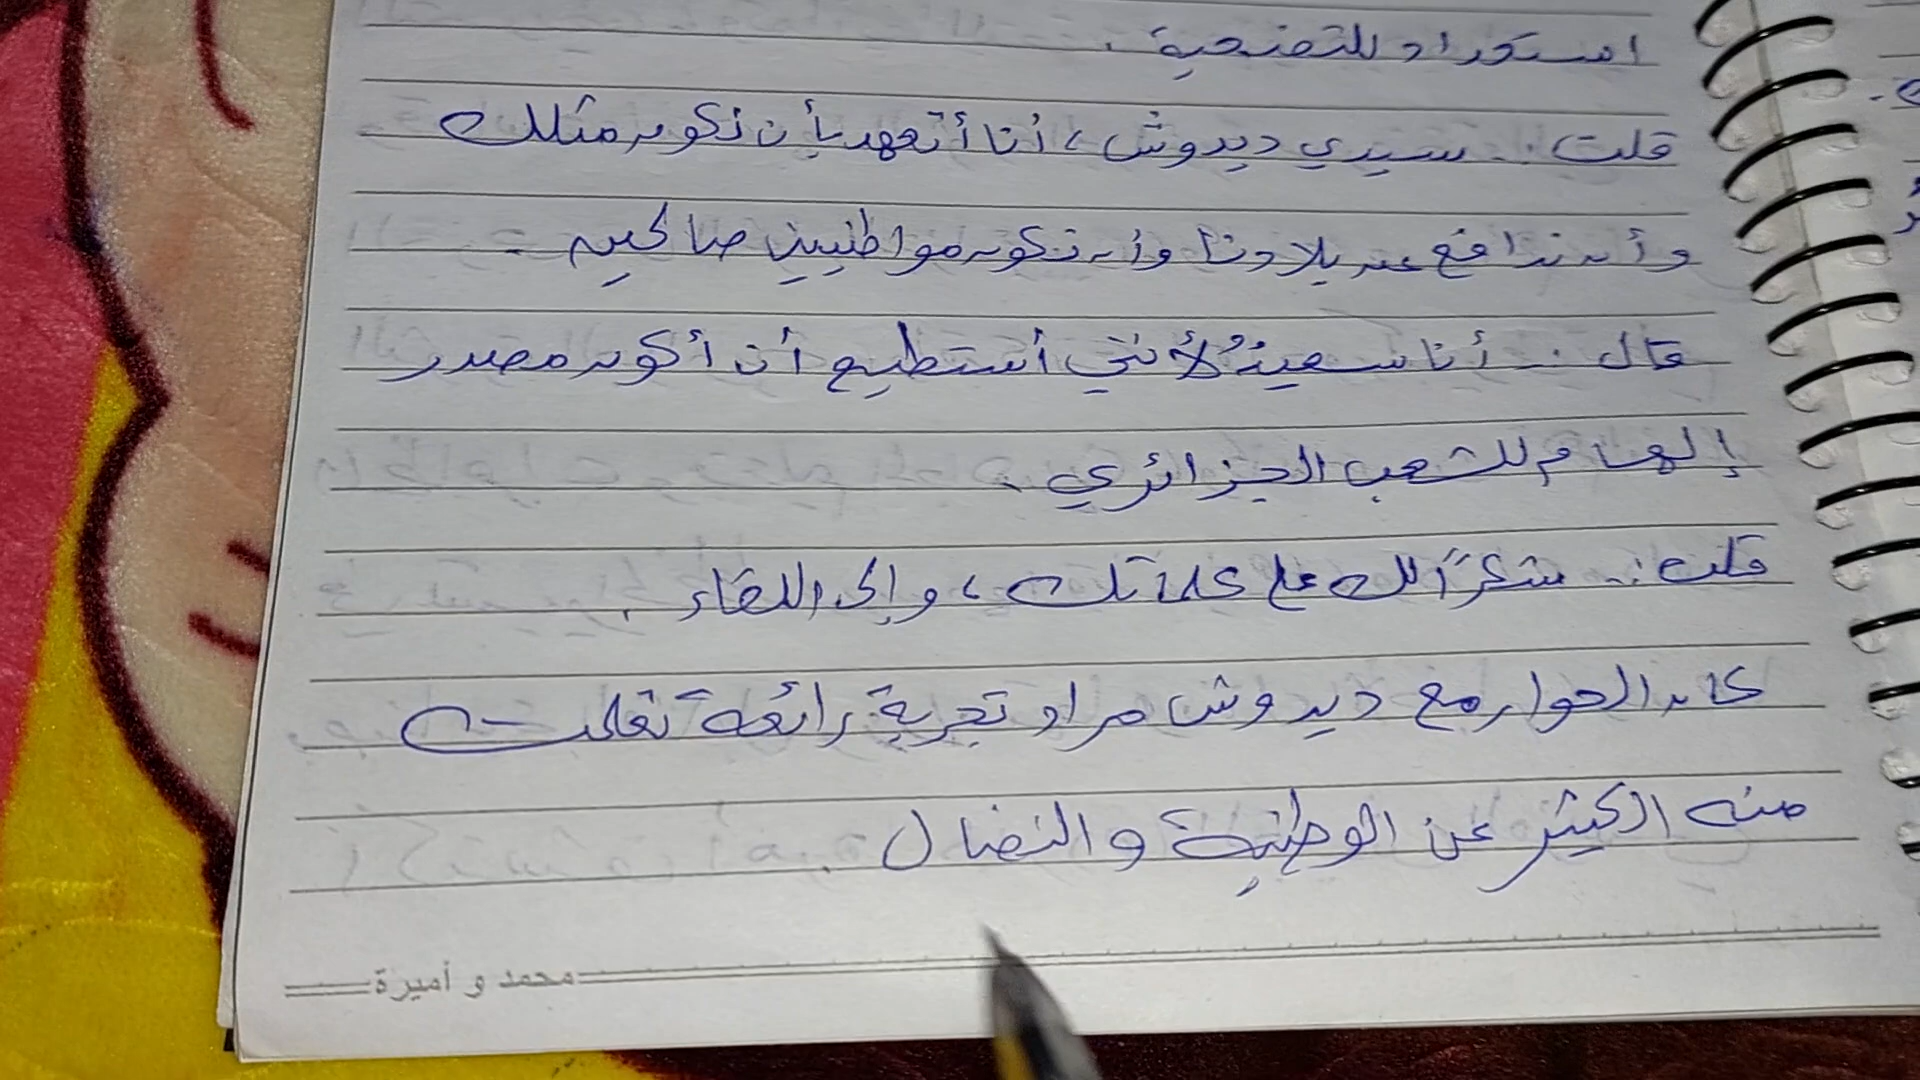 استعداد للتضحية.
قلت :. سيدي ديدوش، أنا أتعهد بأن نكون مثلك
وأن ندافع عن بلادنا وأن نكون مواطنيين صالحين .
قال :. أنا سعيدٌ لأنني أستطيع أن أكون مصدر
إلهام للشعب الجزائري .
قلت :. شكرًا لك على كلماتك، وإلى اللقاء .
كان الحوار مع ديدوش مراد تجربة رائعة تعلمت
منه الكثير عن الوطنية والنضال .
محمد و أميرة